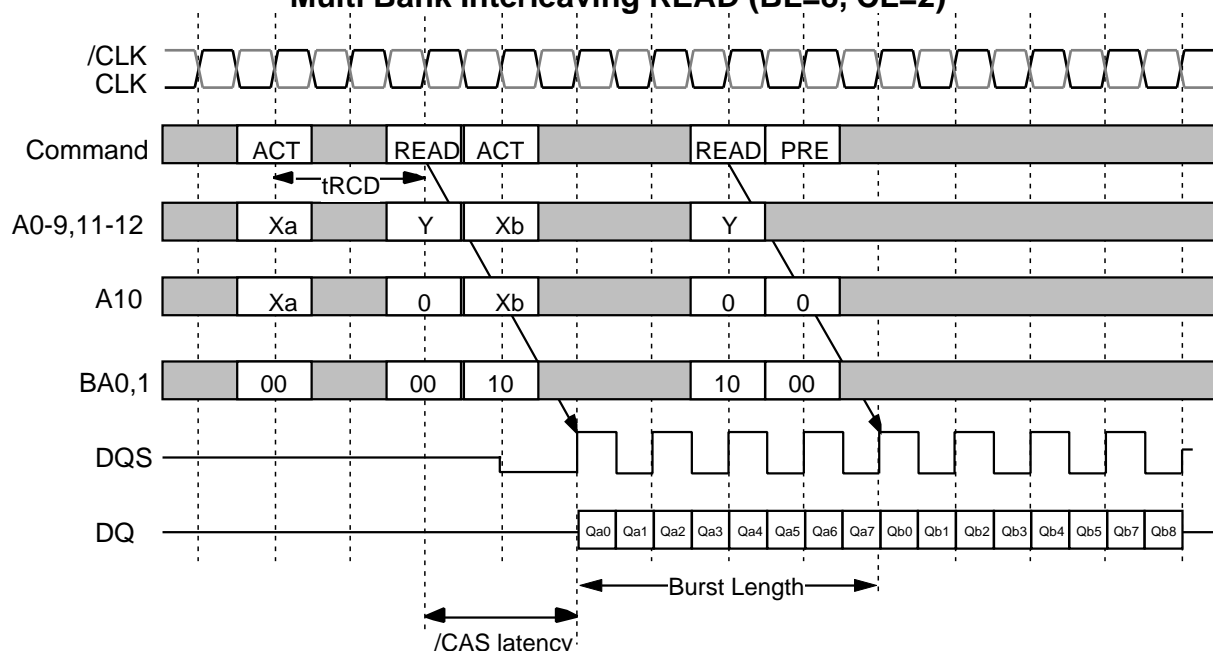 Multi Bank Interleaving READ (BL=8, CL=2)
/CLK
CLK
Command ACT READ ACT READ PRE
tRCD
A0-9,11-12 Xa Y Xb Y
A10 Xa 0 Xb 0 0
BA0,1 00 00 10 10 00
DQS
DQ Qa0 Qa1 Qa2 Qa3 Qa4 Qa5 Qa6 Qa7 Qb0 Qb1 Qb2 Qb3 Qb4 Qb5 Qb7 Qb8
Burst Length
/CAS latency